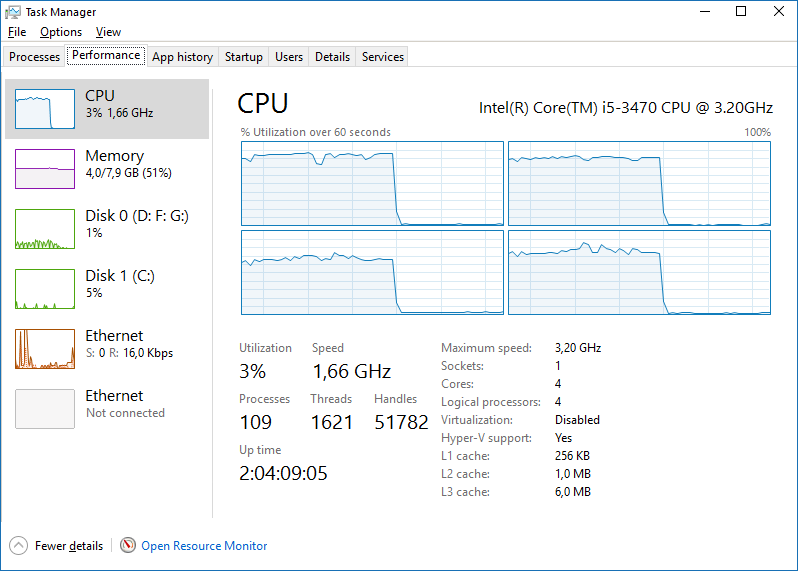 Task Manager
File Options View
Processes Performance App history Startup Users Details Services
CPU
3% 1,66 GHz
Memory
4,0/7,9 GB (51%)
Disk 0 (D: F: G:)
1%
Disk 1 (C:)
5%
Ethernet
S: 0 R: 16,0 Kbps
Ethernet
Not connected
CPU
Intel(R) Core(TM) i5-3470 CPU @ 3.20GHz
% Utilization over 60 seconds 100%
Utilization Speed
3% 1,66 GHz
Processes Threads Handles
109 1621 51782
Up time
2:04:09:05
Maximum speed: 3,20 GHz
Sockets: 1
Cores: 4
Logical processors: 4
Virtualization: Disabled
Hyper-V support: Yes
L1 cache: 256 KB
L2 cache: 1,0 MB
L3 cache: 6,0 MB
Fewer details Open Resource Monitor